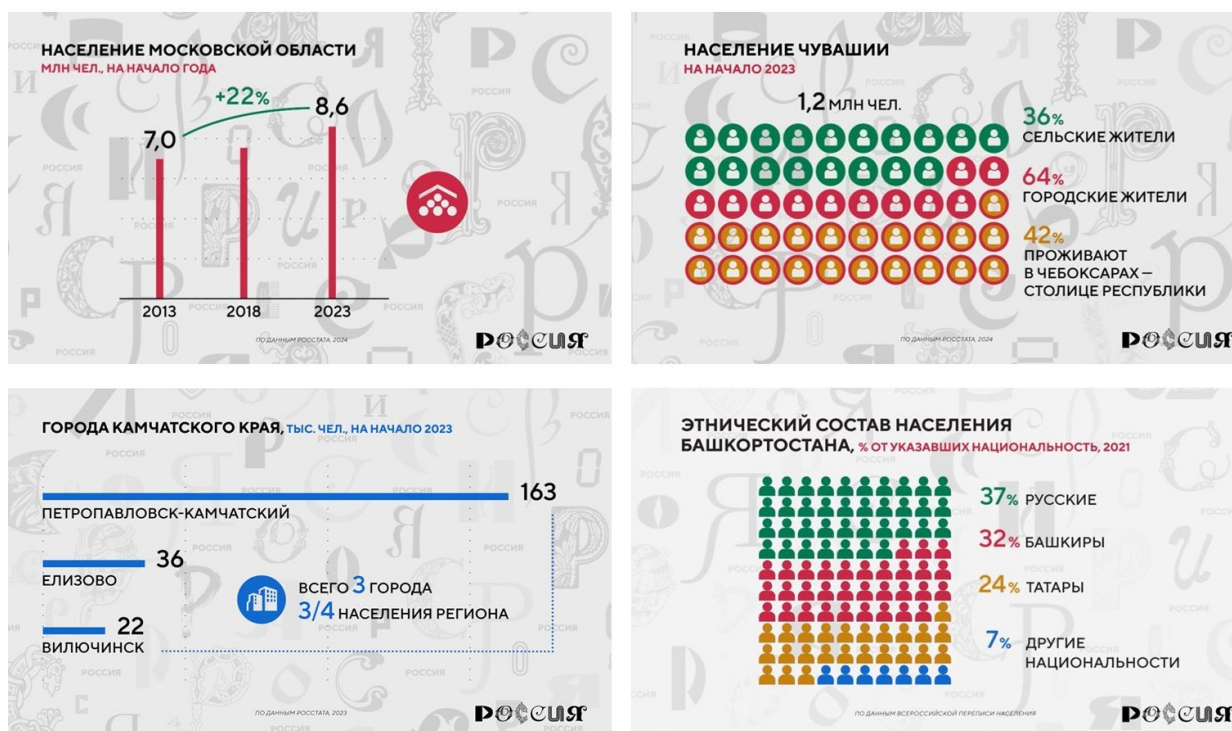 НАСЕЛЕНИЕ МОСКОВСКОЙ ОБЛАСТИ
МЛН ЧЕЛ., НА НАЧАЛО ГОДА
+22%
7,0
8,6
2013
2018
2023
ПО ДАННЫМ РОССТАТА, 2024
РОССИЯ
НАСЕЛЕНИЕ ЧУВАШИИ
НА НАЧАЛО 2023
1,2 МЛН ЧЕЛ.
36%
СЕЛЬСКИЕ ЖИТЕЛИ
64%
ГОРОДСКИЕ ЖИТЕЛИ
42%
ПРОЖИВАЮТ
В ЧЕБОКСАРАХ –
СТОЛИЦЕ РЕСПУБЛИКИ
ПО ДАННЫМ РОССТАТА, 2024
РОССИЯ
ГОРОДА КАМЧАТСКОГО КРАЯ, ТЫС. ЧЕЛ., НА НАЧАЛО 2023
163
ПЕТРОПАВЛОВСК-КАМЧАТСКИЙ
36
ЕЛИЗОВО
22
ВИЛЮЧИНСК
ВСЕГО 3 ГОРОДА
3/4 НАСЕЛЕНИЯ РЕГИОНА
ПО ДАННЫМ РОССТАТА, 2023
РОССИЯ
ЭТНИЧЕСКИЙ СОСТАВ НАСЕЛЕНИЯ
БАШКОРТОСТАНА, % ОТ УКАЗАВШИХ НАЦИОНАЛЬНОСТЬ, 2021
37% РУССКИЕ
32% БАШКИРЫ
24% ТАТАРЫ
7% ДРУГИЕ
НАЦИОНАЛЬНОСТИ
ПО ДАННЫМ ВСЕРОССИЙСКОЙ ПЕРЕПИСИ НАСЕЛЕНИЯ
РОССИЯ